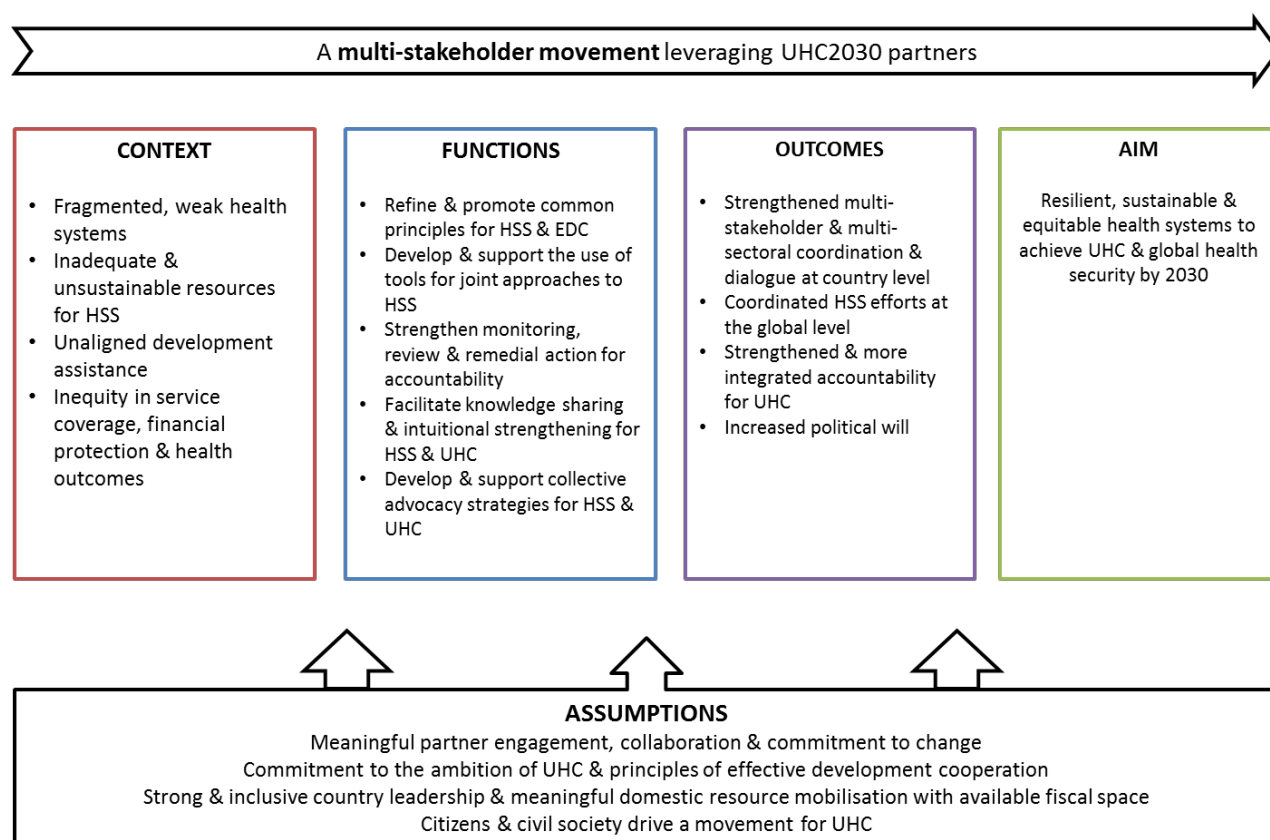 A multi-stakeholder movement leveraging UHC2030 partners
CONTEXT
• Fragmented, weak health
systems
• Inadequate &
unsustainable resources
for HSS
• Unaligned development
assistance
• Inequity in service
coverage, financial
protection & health
outcomes
FUNCTIONS
• Refine & promote common
principles for HSS & EDC
• Develop & support the use of
tools for joint approaches to
HSS
• Strengthen monitoring,
review & remedial action for
accountability
• Facilitate knowledge sharing
& intuitional strengthening for
HSS & UHC
• Develop & support collective
advocacy strategies for HSS &
UHC
OUTCOMES
• Strengthened multi-
stakeholder & multi-
sectoral coordination &
dialogue at country level
• Coordinated HSS efforts at
the global level
• Strengthened & more
integrated accountability
for UHC
• Increased political will
AIM
Resilient, sustainable &
equitable health systems to
achieve UHC & global health
security by 2030
ASSUMPTIONS
Meaningful partner engagement, collaboration & commitment to change
Commitment to the ambition of UHC & principles of effective development cooperation
Strong & inclusive country leadership & meaningful domestic resource mobilisation with available fiscal space
Citizens & civil society drive a movement for UHC